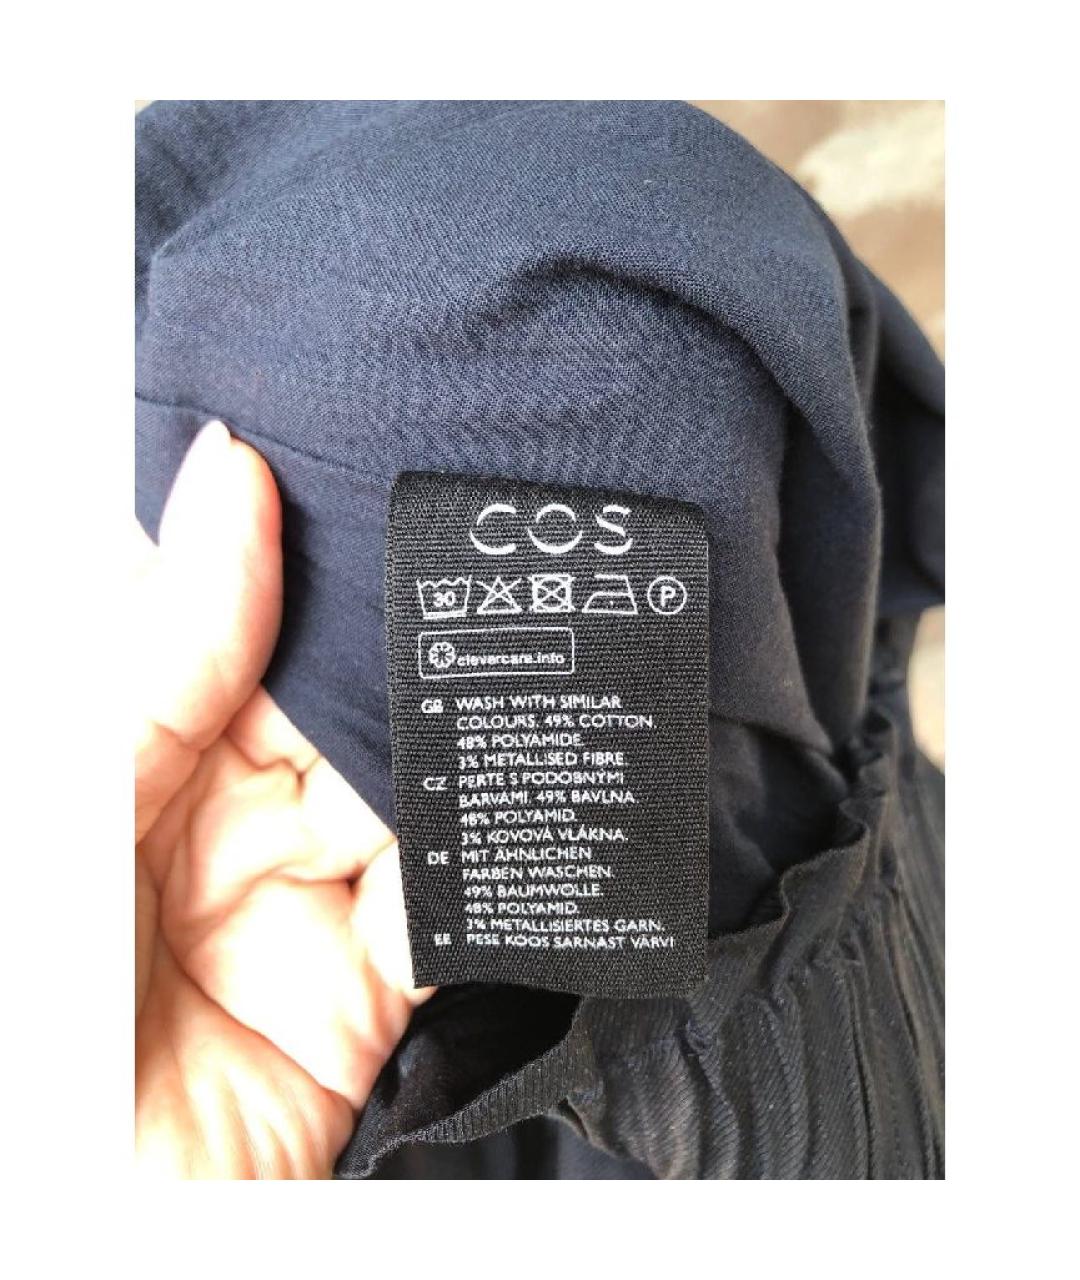 COS
30 P
clevercare.info
GB WASH WITH SIMILAR
COLOURS. 49% COTTON.
48% POLYAMIDE.
3% METALLISED FIBRE.
CZ PERTE S PODOBNÝMI
BARVAMI. 49% BAVLNA.
48% POLYAMID.
3% KOVOVÁ VLÁKNA.
DE MIT ÄHNLICHEN
FARBEN WASCHEN.
49% BAUMWOLLE.
48% POLYAMID.
3% METALLISIERTES GARN.
EE PESE KOOS SARNAST VÄRVI